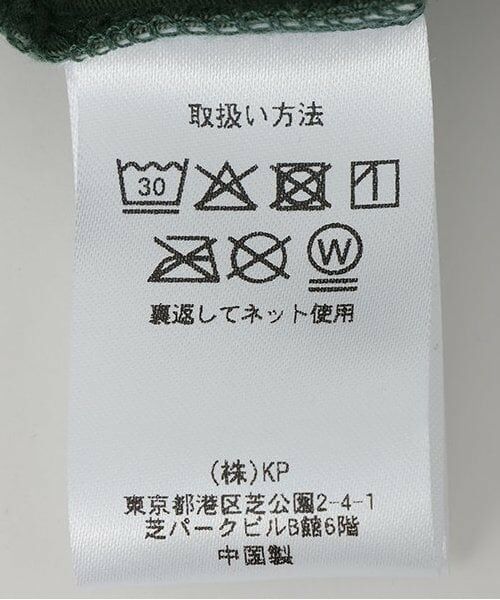 取扱い方法
30
W
裏返してネット使用
(株)KP
東京都港区芝公園2-4-1
芝パークビルB館6階
中国製